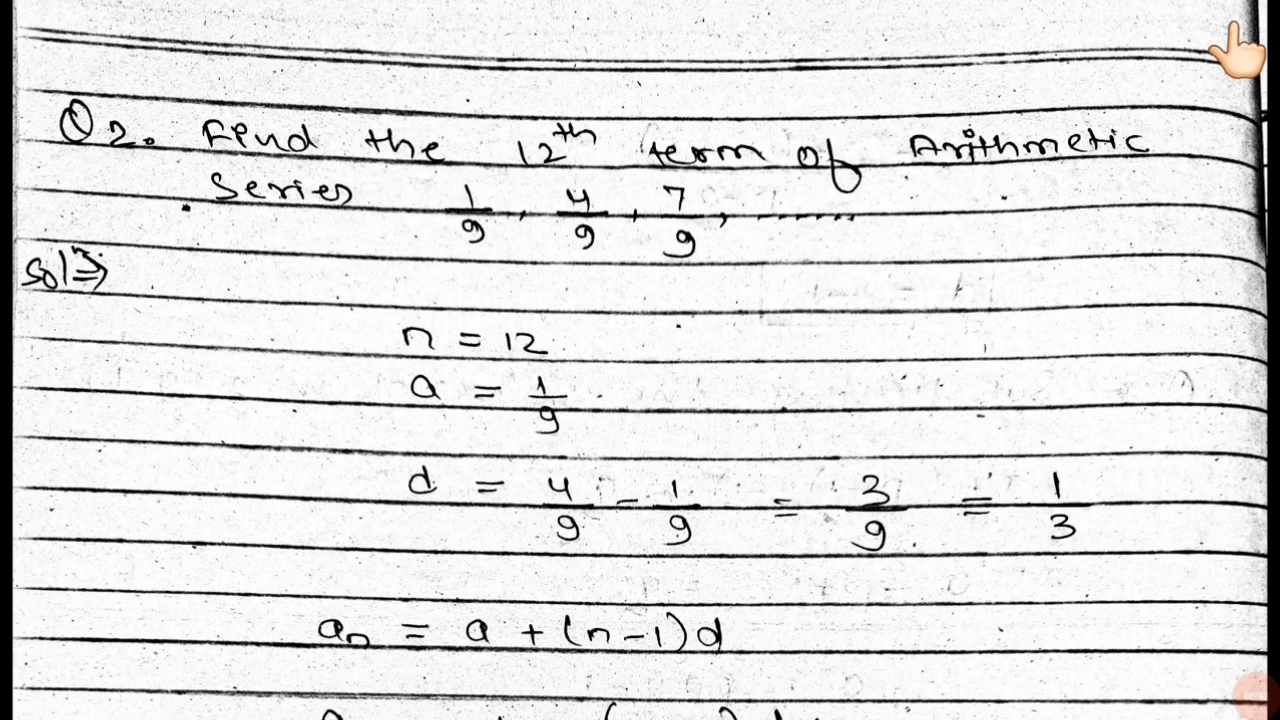 Q2. Find the 12th term of Arithmetic
Series 1/9, 4/9, 7/9, .......
Sol⇒
n = 12
a = 1/9
d = 4/9 - 1/9 = 3/9 = 1/3
an = a + (n-1)d